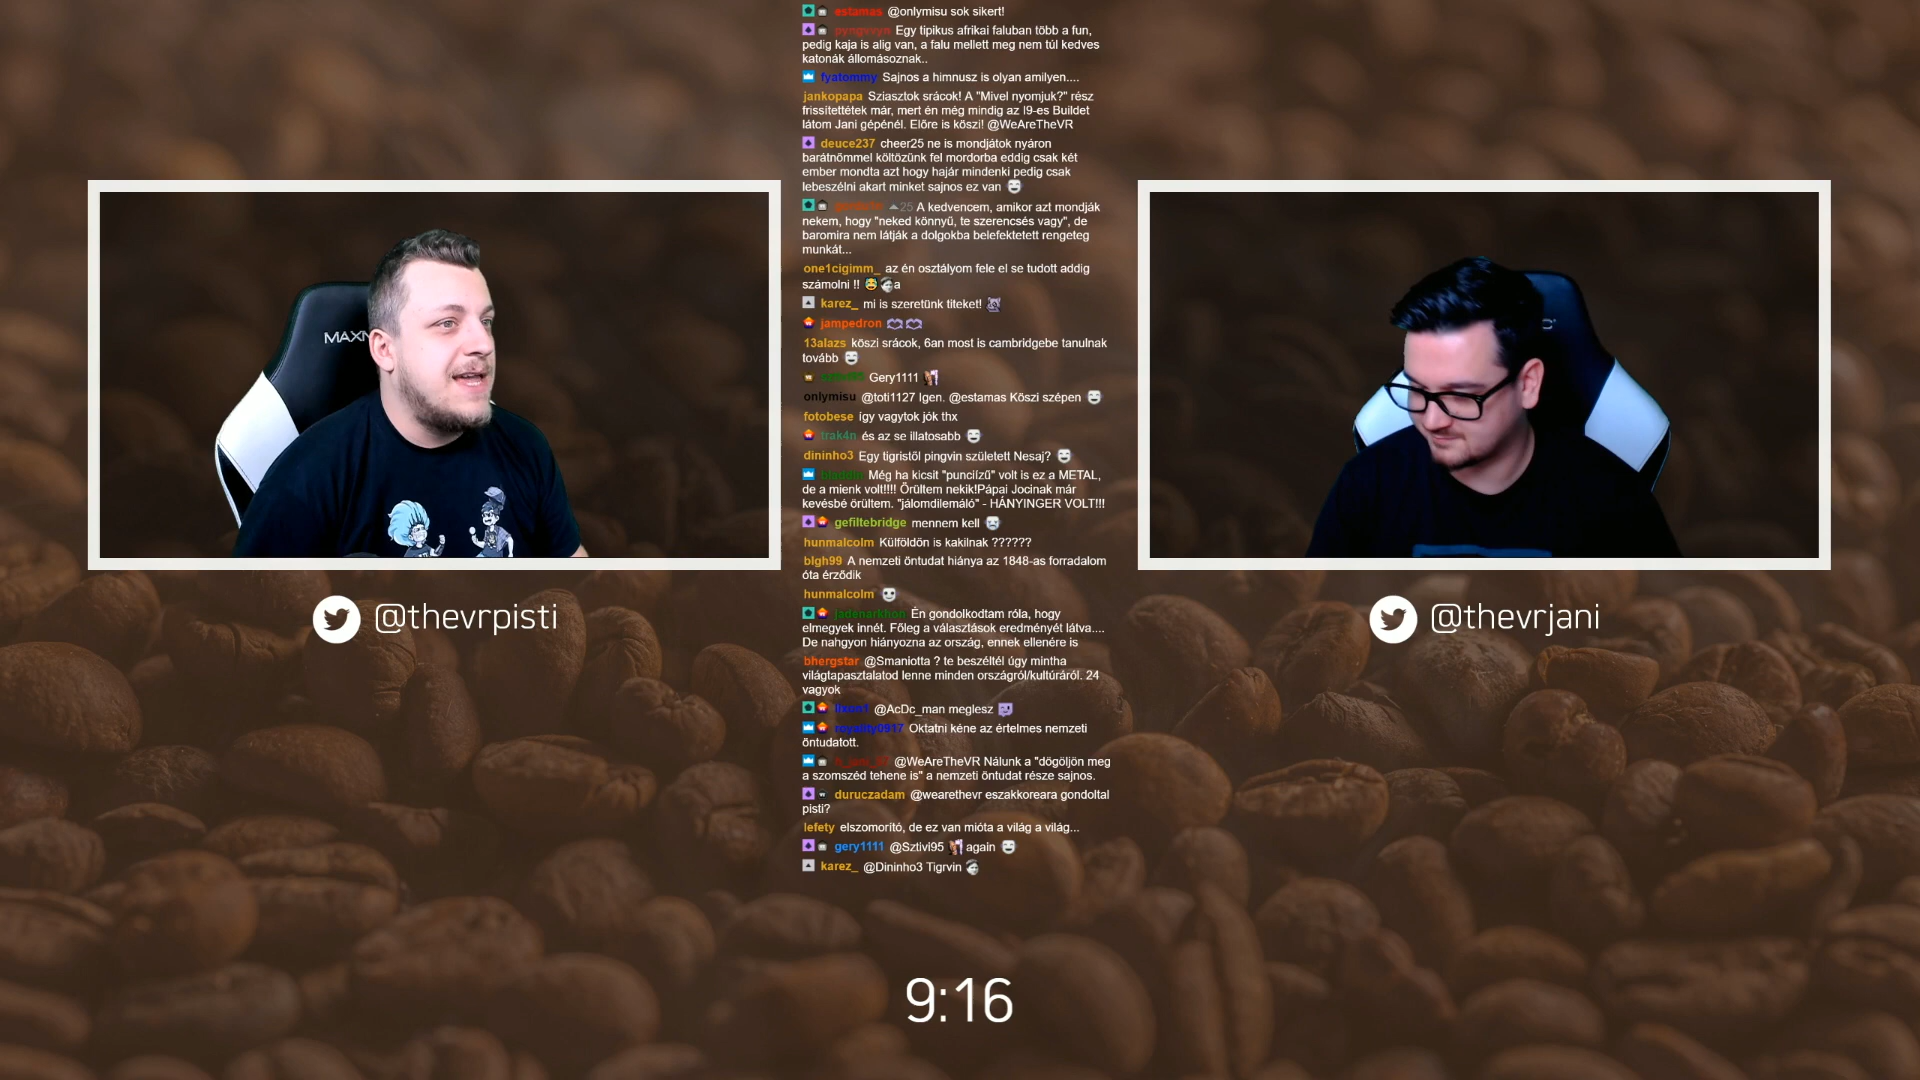 estamas @onlymisu sok sikert!
pyngvvyn Egy tipikus afrikai faluban több a fun,
pedig kaja is alig van, a falu mellett meg nem túl kedves
katonák állomásoznak..
fyatommy Sajnos a himnusz is olyan amilyen....
jankopapa Sziasztok srácok! A "Mivel nyomjuk?" rész
frissítettétek már, mert én még mindig az I9-es Buildet
látom Jani gépénél. Előre is köszi! @WeAreTheVR
deuce237 cheer25 ne is mondjátok nyáron
barátnőmmel költözünk fel mordorba eddig csak két
ember mondta azt hogy hajár mindenki pedig csak
lebeszélni akart minket sajnos ez van
25 A kedvencem, amikor azt mondják
nekem, hogy "neked könnyű, te szerencsés vagy", de
baromira nem látják a dolgokba belefektetett rengeteg
munkát...
one1cigimm_ az én osztályom fele el se tudott addig
számolni !! a
karez_ mi is szeretünk titeket!
jampedron
13alazs köszi srácok, 6an most is cambridgebe tanulnak
tovább
Gery1111
onlymisu @toti1127 Igen. @estamas Köszi szépen
fotobese így vagytok jók thx
trak4n és az se illatosabb
dininho3 Egy tigristől pingvin született Nesaj?
Még ha kicsit "punciízű" volt is ez a METAL,
de a mienk volt!!!! Örültem nekik!Pápai Jocinak már
kevésbé örültem. "jálomdilemáló" - HÁNYINGER VOLT!!!
gefiltebridge mennem kell
hunmalcolm Külföldön is kakilnak ??????
blgh99 A nemzeti öntudat hiánya az 1848-as forradalom
óta érződik
hunmalcolm
jadenarkhon Én gondolkodtam róla, hogy
elmegyek innét. Főleg a választások eredményét látva....
De nahgyon hiányozna az ország, ennek ellenére is
bhergstar @Smaniotta ? te beszéltél úgy mintha
világtapasztalatod lenne minden országról/kultúráról. 24
vagyok
@AcDc_man meglesz
royality0917 Oktatni kéne az értelmes nemzeti
öntudatott.
@WeAreTheVR Nálunk a "dögöljön meg
a szomszéd tehene is" a nemzeti öntudat része sajnos.
duruczadam @wearethevr eszakkoreara gondoltal
pisti?
lefety elszomorító, de ez van mióta a világ a világ...
gery1111 @Sztivi95 again
karez_ @Dininho3 Tigrvin
MAXN
@thevrpisti
@thevrjani
9:16